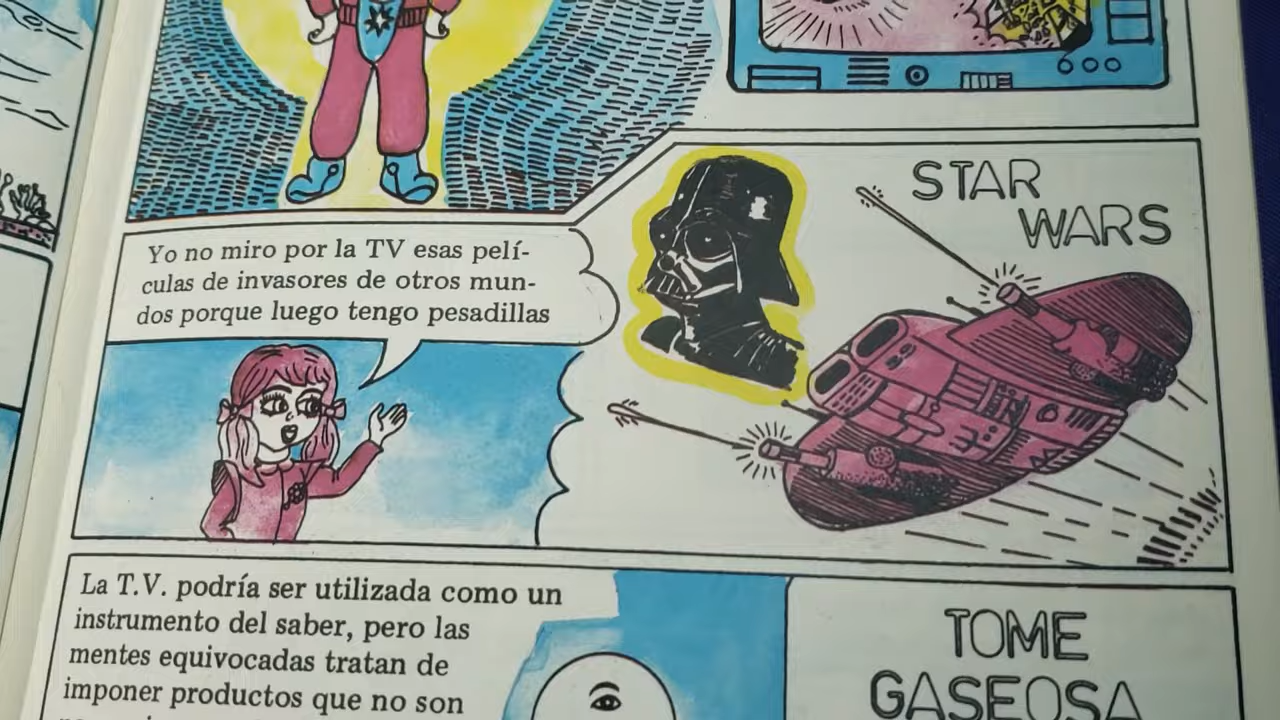 STAR
WARS
Yo no miro por la TV esas pelí-
culas de invasores de otros mun-
dos porque luego tengo pesadillas
La T.V. podría ser utilizada como un
instrumento del saber, pero las
mentes equivocadas tratan de
imponer productos que no son
TOME
GASEOSA